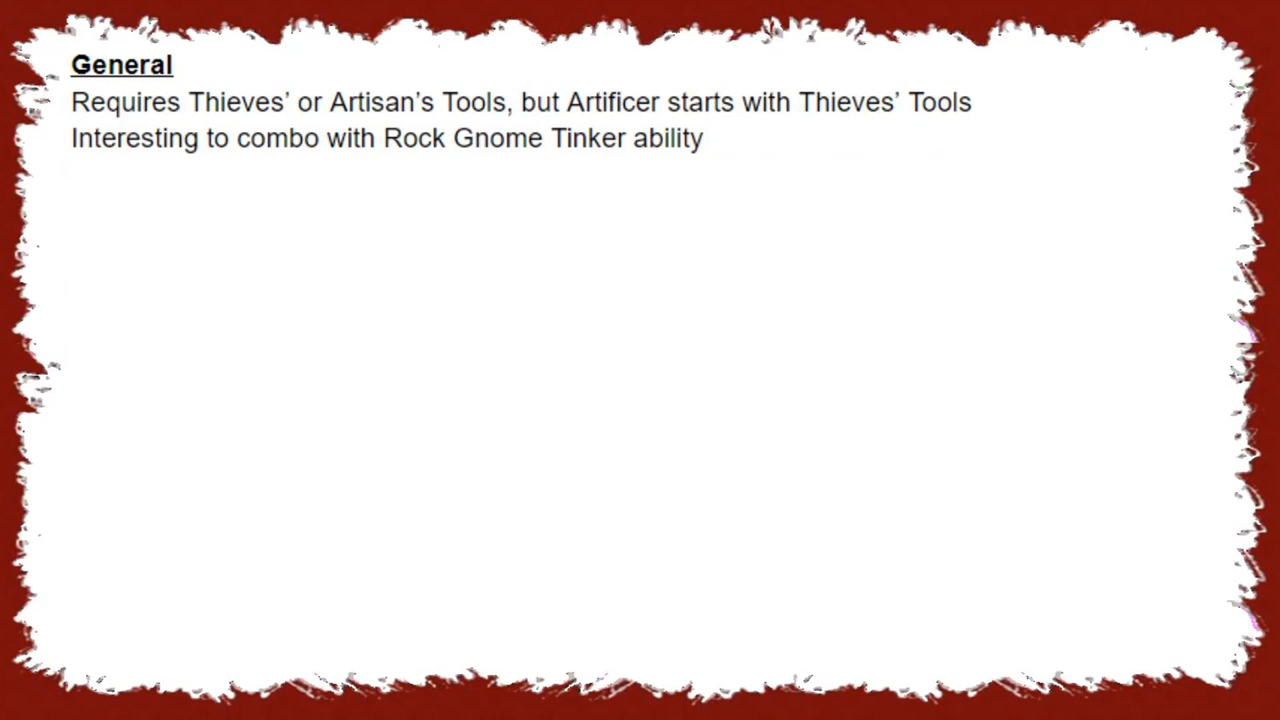 General
Requires Thieves’ or Artisan’s Tools, but Artificer starts with Thieves’ Tools
Interesting to combo with Rock Gnome Tinker ability